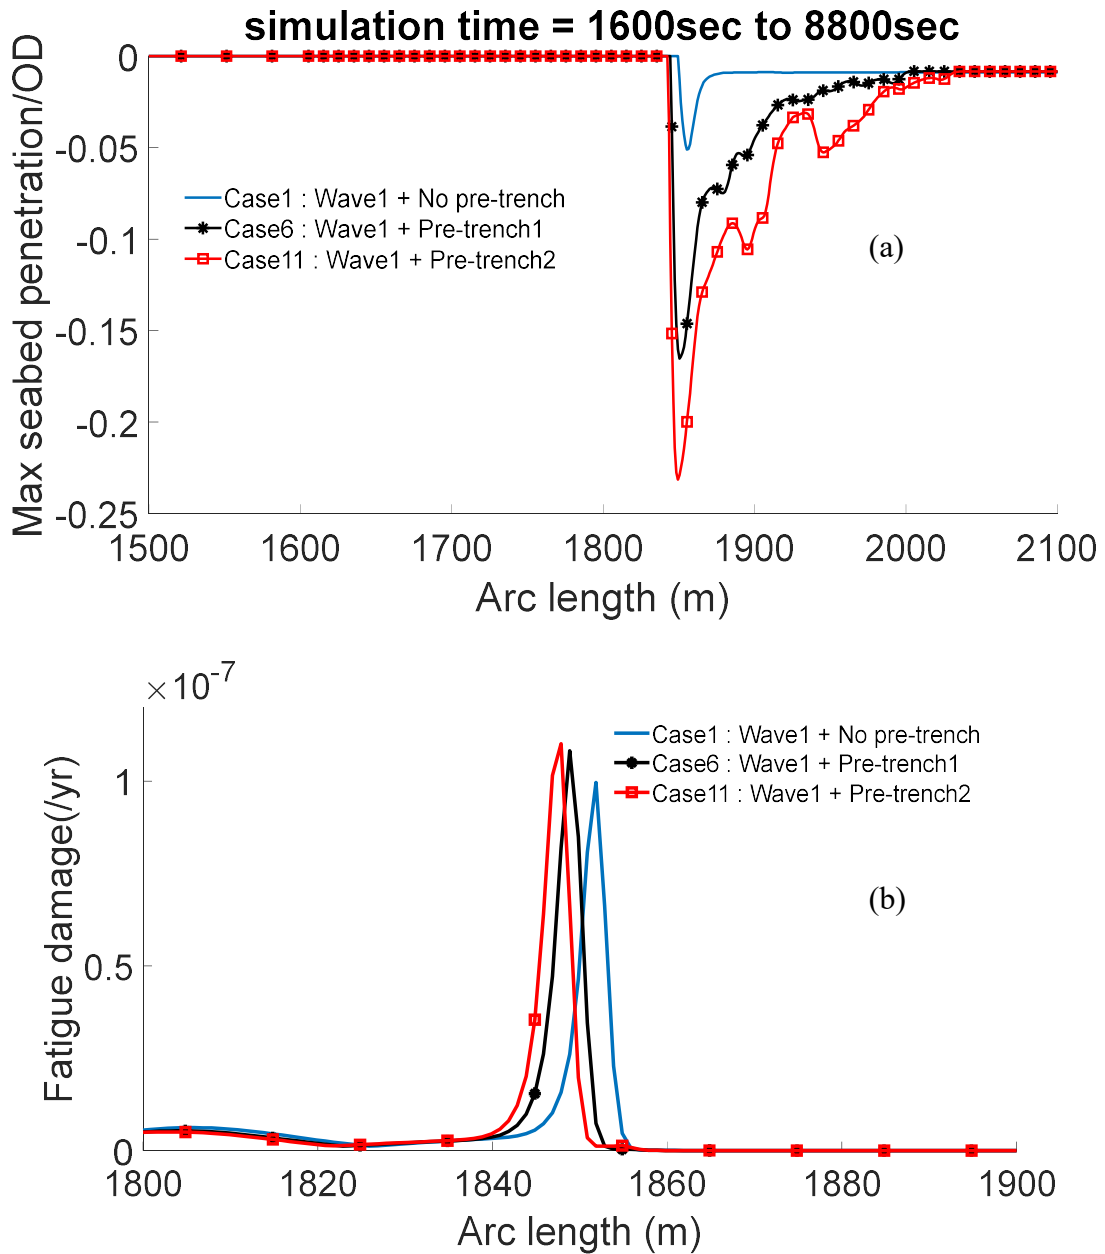 simulation time = 1600sec to 8800sec
Max seabed penetration/OD
0
-0.05
-0.1
-0.15
-0.2
-0.25
Case1 : Wave1 + No pre-trench
Case6 : Wave1 + Pre-trench1
Case11 : Wave1 + Pre-trench2
(a)
1500 1600 1700 1800 1900 2000 2100
Arc length (m)
×10-7
Fatigue damage(/yr)
1
0.5
0
Case1 : Wave1 + No pre-trench
Case6 : Wave1 + Pre-trench1
Case11 : Wave1 + Pre-trench2
(b)
1800 1820 1840 1860 1880 1900
Arc length (m)